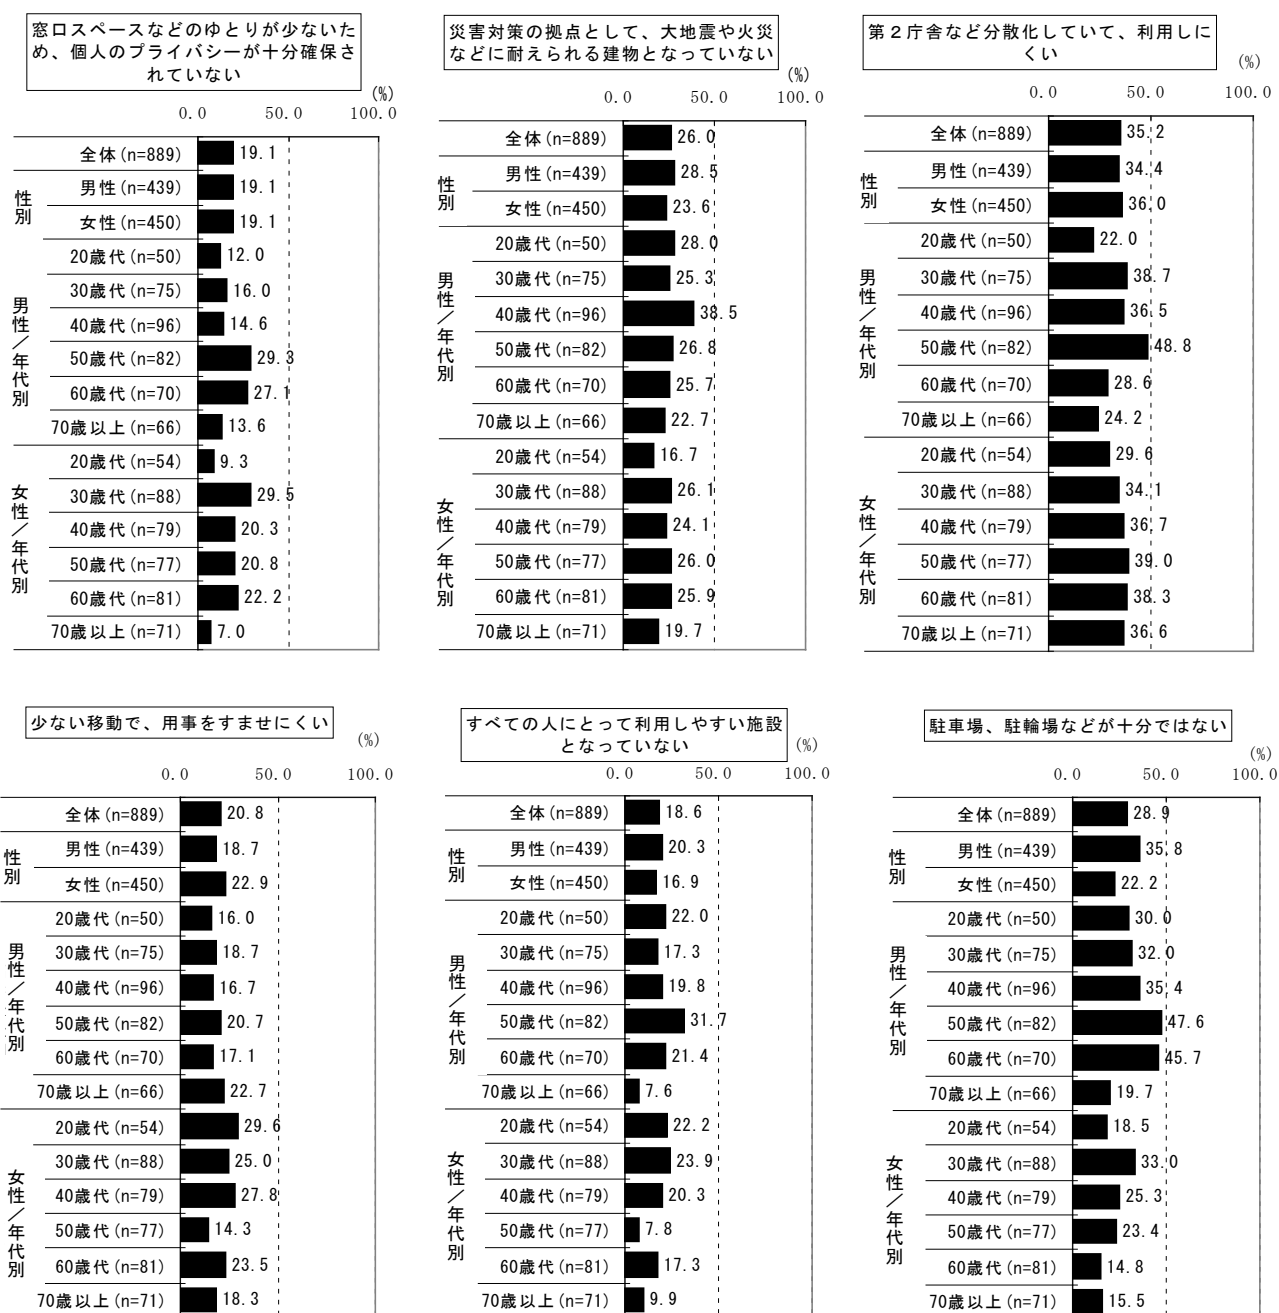 窓口スペースなどのゆとりが少ないた
め、個人のプライバシーが十分確保さ
れていない
(%)
0.0 50.0 100.0
全体(n=889) 19.1
性別
男性(n=439) 19.1
女性(n=450) 19.1
男性/年代別
20歳代(n=50) 12.0
30歳代(n=75) 16.0
40歳代(n=96) 14.6
50歳代(n=82) 29.3
60歳代(n=70) 27.1
70歳以上(n=66) 13.6
女性/年代別
20歳代(n=54) 9.3
30歳代(n=88) 29.5
40歳代(n=79) 20.3
50歳代(n=77) 20.8
60歳代(n=81) 22.2
70歳以上(n=71) 7.0
災害対策の拠点として、大地震や火災
などに耐えられる建物となっていない
(%)
0.0 50.0 100.0
全体(n=889) 26.0
性別
男性(n=439) 28.5
女性(n=450) 23.6
男性/年代別
20歳代(n=50) 28.0
30歳代(n=75) 25.3
40歳代(n=96) 38.5
50歳代(n=82) 26.8
60歳代(n=70) 25.7
70歳以上(n=66) 22.7
女性/年代別
20歳代(n=54) 16.7
30歳代(n=88) 26.1
40歳代(n=79) 24.1
50歳代(n=77) 26.0
60歳代(n=81) 25.9
70歳以上(n=71) 19.7
第2庁舎など分散化していて、利用しに
くい
(%)
0.0 50.0 100.0
全体(n=889) 35.2
性別
男性(n=439) 34.4
女性(n=450) 36.0
男性/年代別
20歳代(n=50) 22.0
30歳代(n=75) 38.7
40歳代(n=96) 36.5
50歳代(n=82) 48.8
60歳代(n=70) 28.6
70歳以上(n=66) 24.2
女性/年代別
20歳代(n=54) 29.6
30歳代(n=88) 34.1
40歳代(n=79) 36.7
50歳代(n=77) 39.0
60歳代(n=81) 38.3
70歳以上(n=71) 36.6
少ない移動で、用事をすませにくい
(%)
0.0 50.0 100.0
全体(n=889) 20.8
性別
男性(n=439) 18.7
女性(n=450) 22.9
男性/年代別
20歳代(n=50) 16.0
30歳代(n=75) 18.7
40歳代(n=96) 16.7
50歳代(n=82) 20.7
60歳代(n=70) 17.1
70歳以上(n=66) 22.7
女性/年代別
20歳代(n=54) 29.6
30歳代(n=88) 25.0
40歳代(n=79) 27.8
50歳代(n=77) 14.3
60歳代(n=81) 23.5
70歳以上(n=71) 18.3
すべての人にとって利用しやすい施設
となっていない
(%)
0.0 50.0 100.0
全体(n=889) 18.6
性別
男性(n=439) 20.3
女性(n=450) 16.9
男性/年代別
20歳代(n=50) 22.0
30歳代(n=75) 17.3
40歳代(n=96) 19.8
50歳代(n=82) 31.7
60歳代(n=70) 21.4
70歳以上(n=66) 7.6
女性/年代別
20歳代(n=54) 22.2
30歳代(n=88) 23.9
40歳代(n=79) 20.3
50歳代(n=77) 7.8
60歳代(n=81) 17.3
70歳以上(n=71) 9.9
駐車場、駐輪場などが十分ではない
(%)
0.0 50.0 100.0
全体(n=889) 28.9
性別
男性(n=439) 35.8
女性(n=450) 22.2
男性/年代別
20歳代(n=50) 30.0
30歳代(n=75) 32.0
40歳代(n=96) 35.4
50歳代(n=82) 47.6
60歳代(n=70) 45.7
70歳以上(n=66) 19.7
女性/年代別
20歳代(n=54) 18.5
30歳代(n=88) 33.0
40歳代(n=79) 25.3
50歳代(n=77) 23.4
60歳代(n=81) 14.8
70歳以上(n=71) 15.5